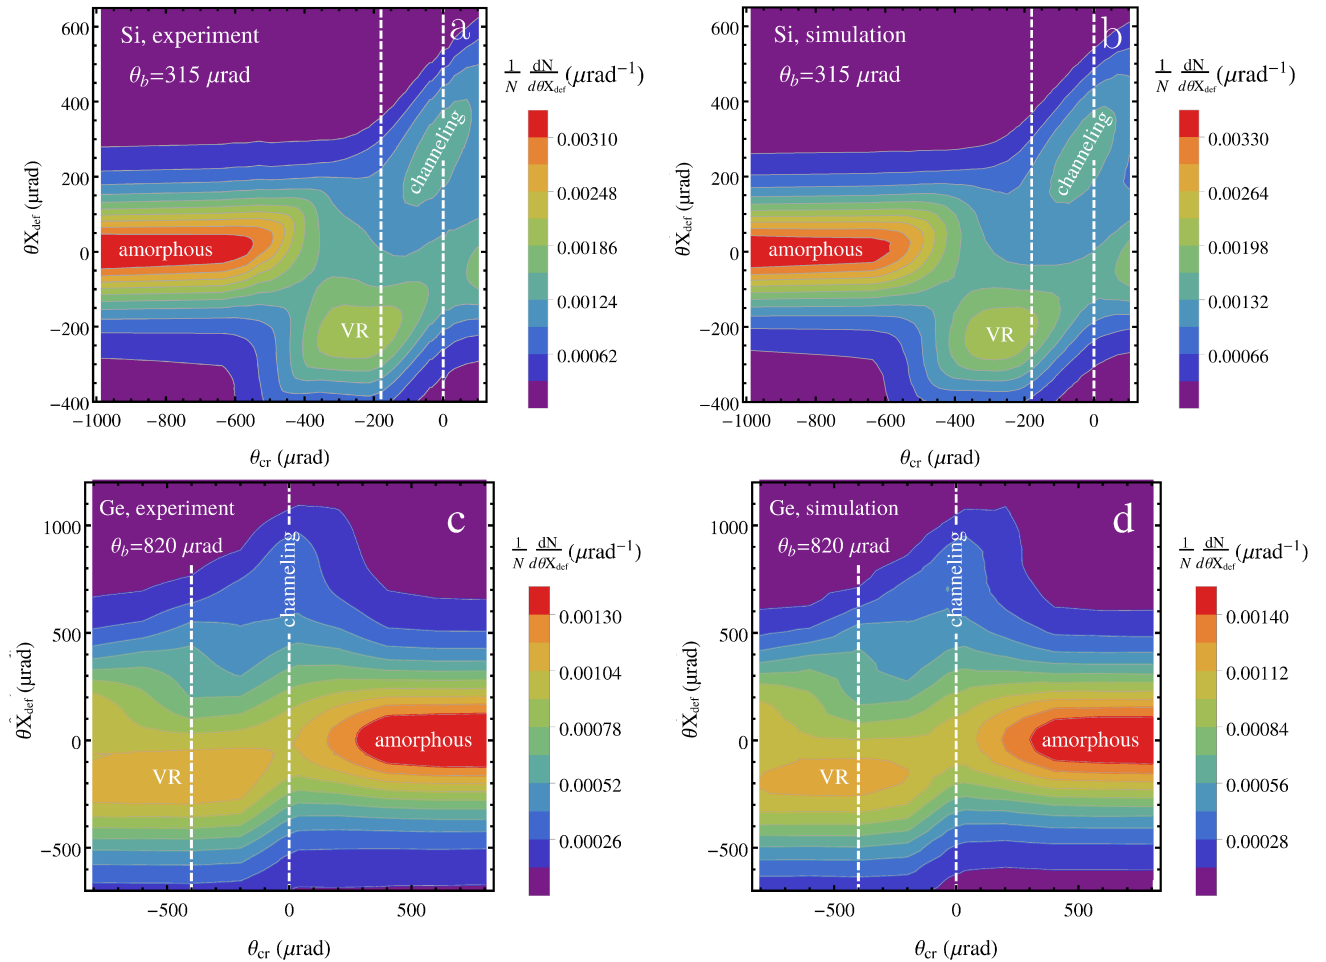 a
Si, experiment
θb=315 μrad
channeling
amorphous
VR
600
400
200
0
−200
−400
θXdef (μrad)
−1000 −800 −600 −400 −200 0
θcr (μrad)
1/N dN/dθXdef (μrad⁻¹)
0.00310
0.00248
0.00186
0.00124
0.00062
b
Si, simulation
θb=315 μrad
channeling
amorphous
VR
600
400
200
0
−200
−400
θXdef (μrad)
−1000 −800 −600 −400 −200 0
θcr (μrad)
1/N dN/dθXdef (μrad⁻¹)
0.00330
0.00264
0.00198
0.00132
0.00066
c
Ge, experiment
θb=820 μrad
channeling
amorphous
VR
1000
500
0
−500
θXdef (μrad)
−500 0 500
θcr (μrad)
1/N dN/dθXdef (μrad⁻¹)
0.00130
0.00104
0.00078
0.00052
0.00026
d
Ge, simulation
θb=820 μrad
channeling
amorphous
VR
1000
500
0
−500
θXdef (μrad)
−500 0 500
θcr (μrad)
1/N dN/dθXdef (μrad⁻¹)
0.00140
0.00112
0.00084
0.00056
0.00028